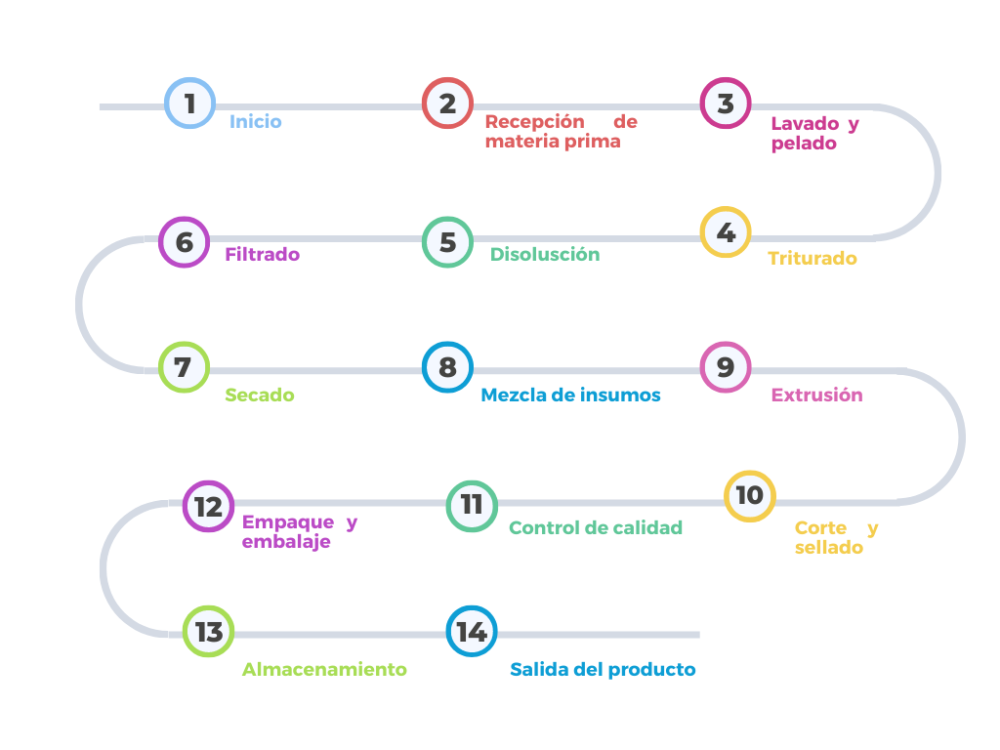 1
Inicio
2
Recepción de
materia prima
3
Lavado y
pelado
4
Triturado
5
Disoluscción
6
Filtrado
7
Secado
8
Mezcla de insumos
9
Extrusión
10
Corte y
sellado
11
Control de calidad
12
Empaque y
embalaje
13
Almacenamiento
14
Salida del producto